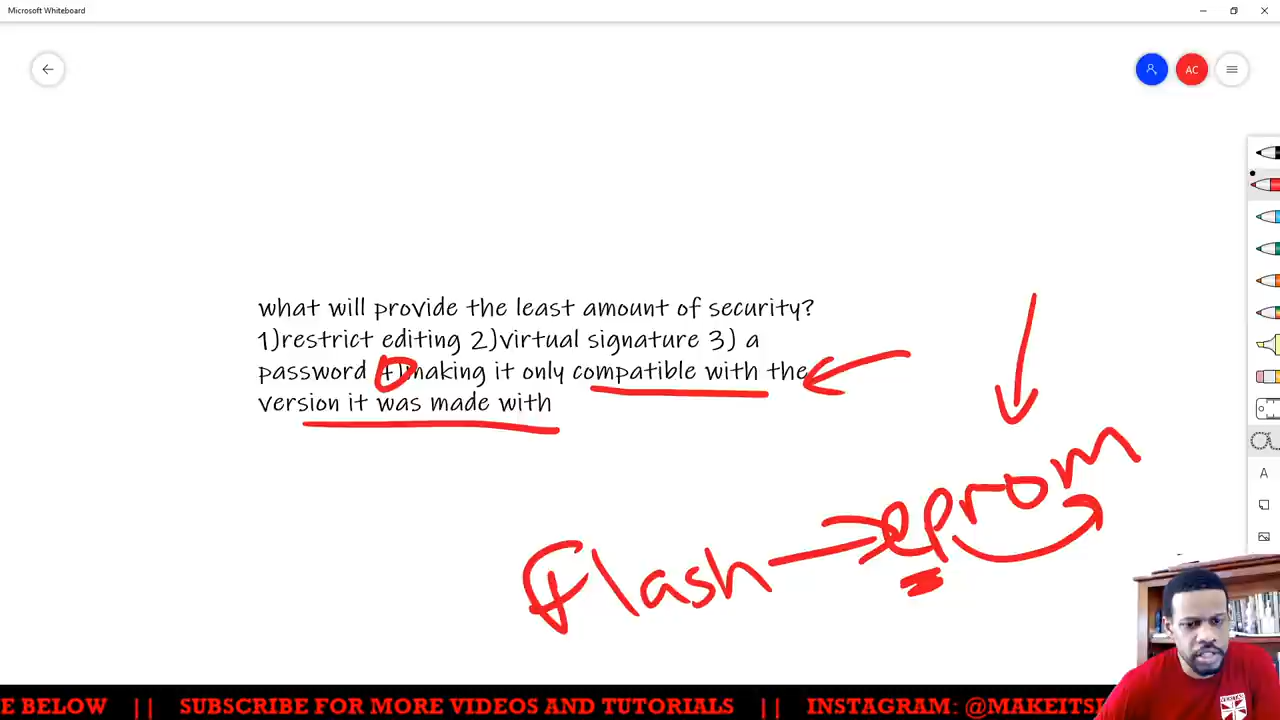 Microsoft Whiteboard
AC
what will provide the least amount of security?
1)restrict editing 2)virtual signature 3) a
password 4)making it only compatible with the
version it was made with
eprom
flash
A
E BELOW || SUBSCRIBE FOR MORE VIDEOS AND TUTORIALS || INSTAGRAM: @MAKEITS